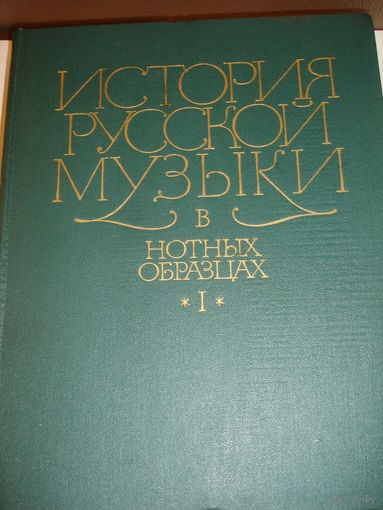 ИСТОРИЯ
РУССКОЙ
МУЗЫКИ
В
НОТНЫХ
ОБРАЗЦАХ
* I *